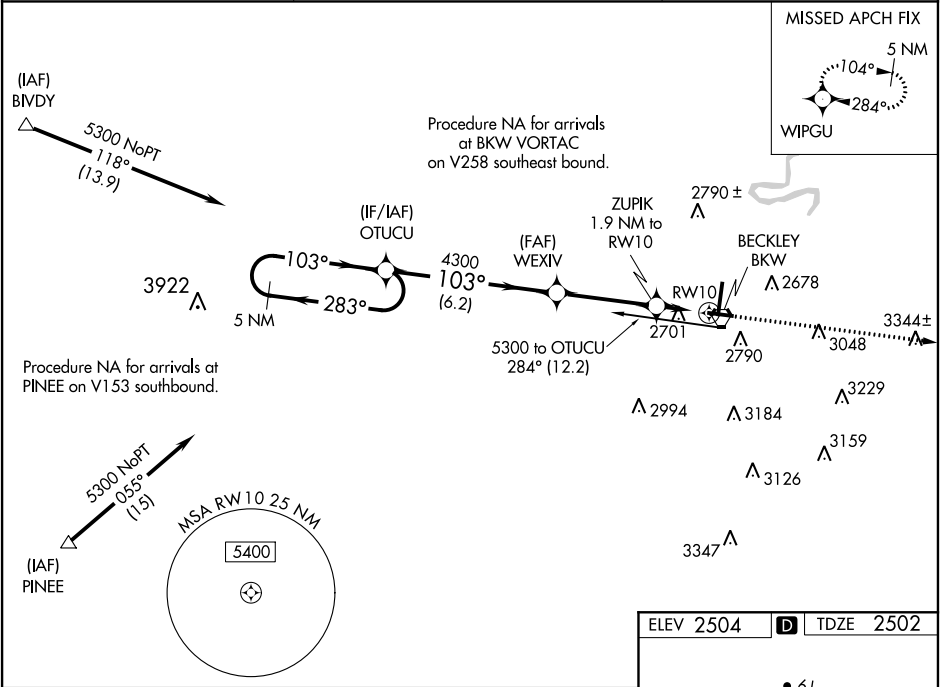 MISSED APCH FIX
5 NM
104°
284°
WIPGU
(IAF)
BIVDY
5300 NoPT
118°
(13.9)
Procedure NA for arrivals
at BKW VORTAC
on V258 southeast bound.
(IF/IAF)
OTUCU
103°
283°
5 NM
3922
4300
103°
(6.2)
(FAF)
WEXIV
ZUPIK
1.9 NM to
RW10
2790 ±
BECKLEY
BKW
RW10
2678
2701
2790
3048
3344±
5300 to OTUCU
284° (12.2)
3229
2994
3184
3159
3126
3347
Procedure NA for arrivals at
PINEE on V153 southbound.
5300 NoPT
055°
(15)
(IAF)
PINEE
MSA RW10 25 NM
5400
ELEV 2504
D
TDZE 2502